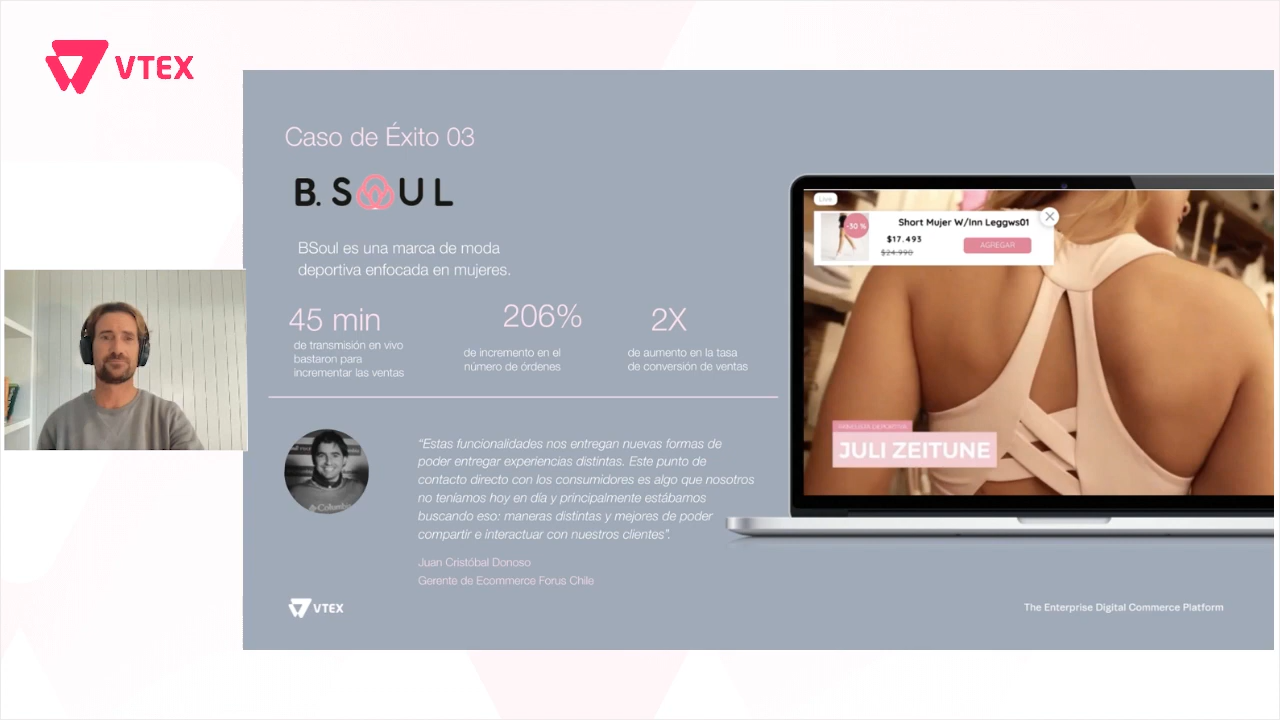 VTEX
Caso de Éxito 03
B. SOUL
BSoul es una marca de moda
deportiva enfocada en mujeres.
45 min
de transmisión en vivo
bastaron para
incrementar las ventas
206%
de incremento en el
número de órdenes
2X
de aumento en la tasa
de conversión de ventas
“Estas funcionalidades nos entregan nuevas formas de
poder entregar experiencias distintas. Este punto de
contacto directo con los consumidores es algo que nosotros
no teníamos hoy en día y principalmente estábamos
buscando eso: maneras distintas y mejores de poder
compartir e interactuar con nuestros clientes”.
Juan Cristóbal Donoso
Gerente de Ecommerce Forus Chile
VTEX
Live
-30 %
Short Mujer W/Inn Leggws01
$17.493
$24.990
AGREGAR
JULI ZEITUNE
The Enterprise Digital Commerce Platform